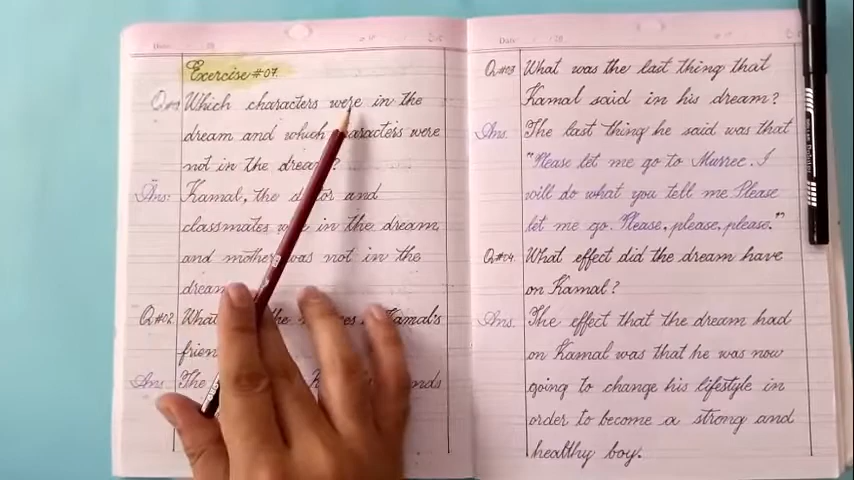 Date
Exercise #07
Q#01 Which characters were in the
dream and which characters were
not in the dream?
Ans: Kamal, the doctor and
classmates were in the dream,
and mother was not in the
dream
Q#02 What the Kamal's
frien
Ans. The nds
Date
Q#03 What was the last thing that
Kamal said in his dream?
Ans. The last thing he said was that
"Please let me go to Murree. I
will do what you tell me. Please
let me go. Please, please, please."
Q#04. What effect did the dream have
on Kamal?
Ans. The effect that the dream had
on Kamal was that he was now
going to change his lifestyle in
order to become a strong and
healthy boy.